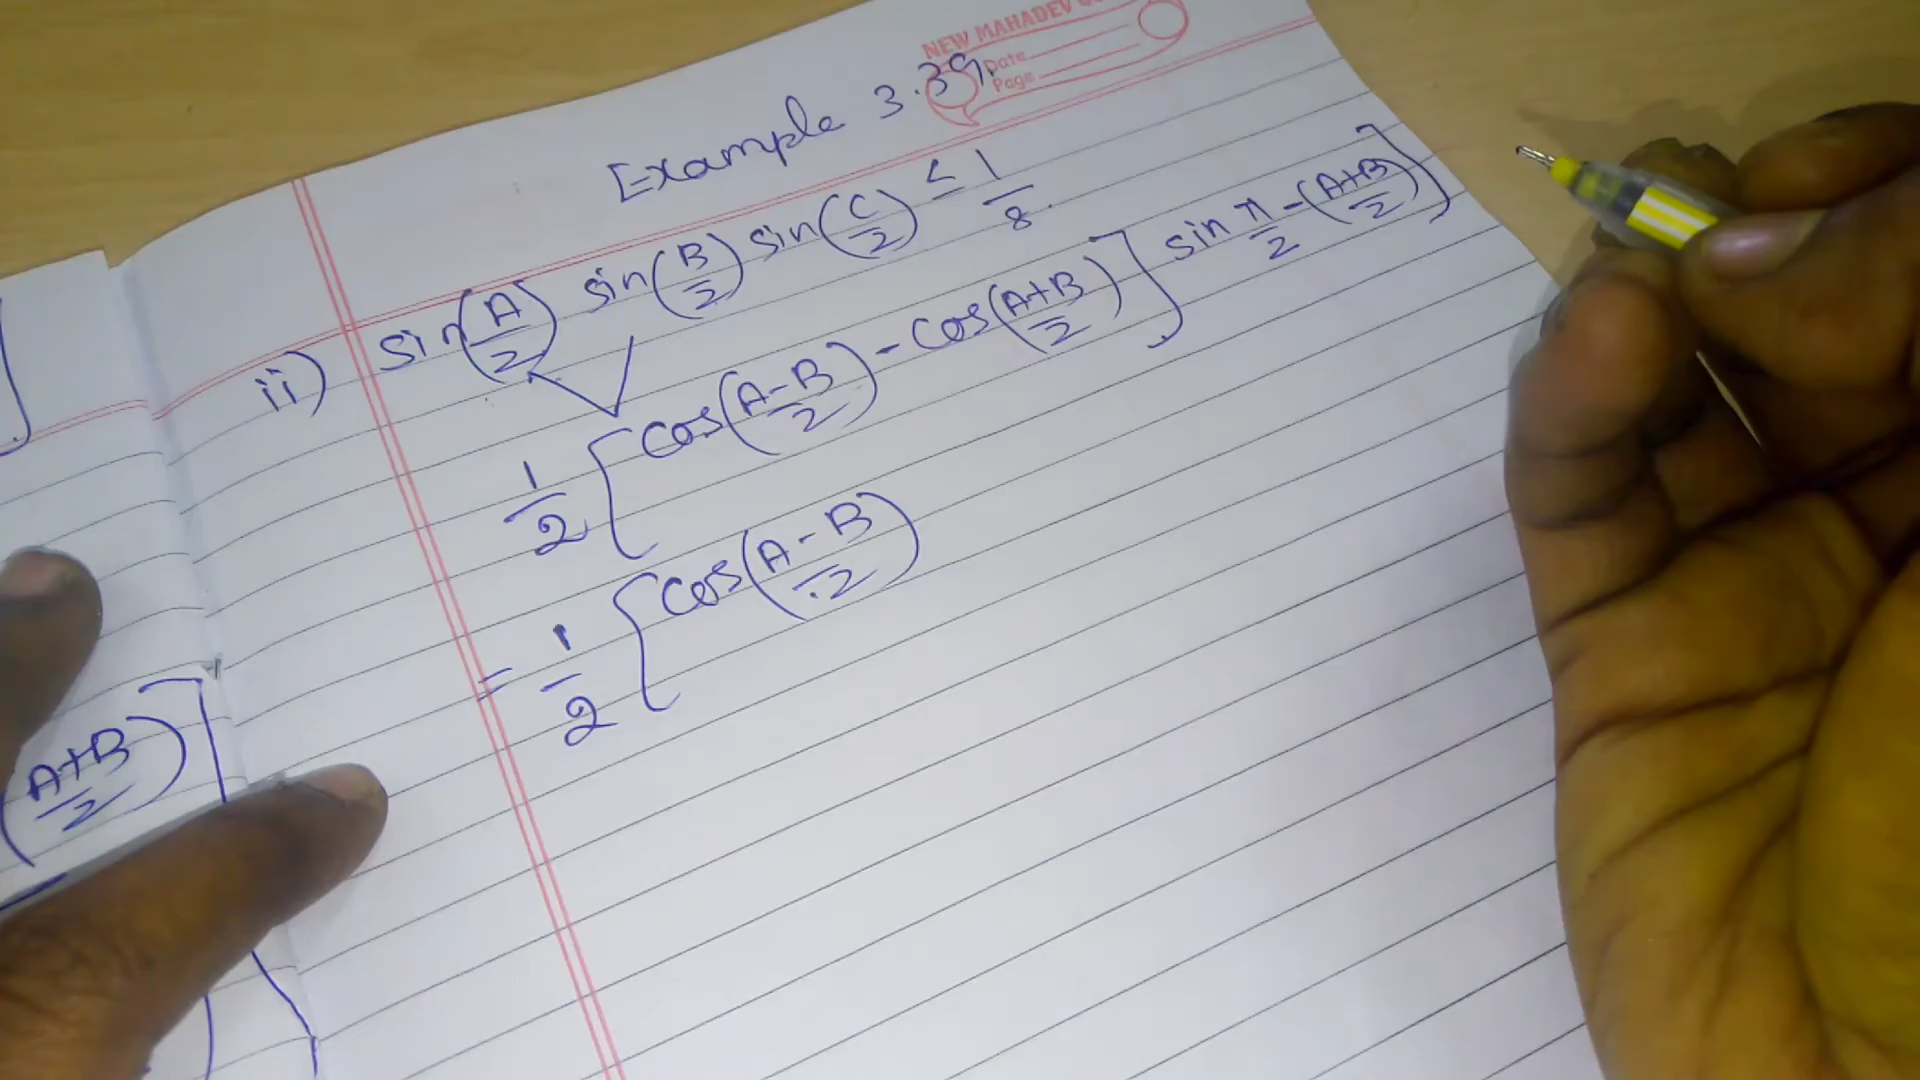 NEW MAHADEV
Date
Page
Example 3.39.
ii) sin(A/2) sin(B/2) sin(C/2) ≤ 1/8.
1/2 [cos(A-B/2) - cos(A+B/2)] sin π/2 - (A+B/2)]
= 1/2 [cos(A-B/2)
(A+B/2)]